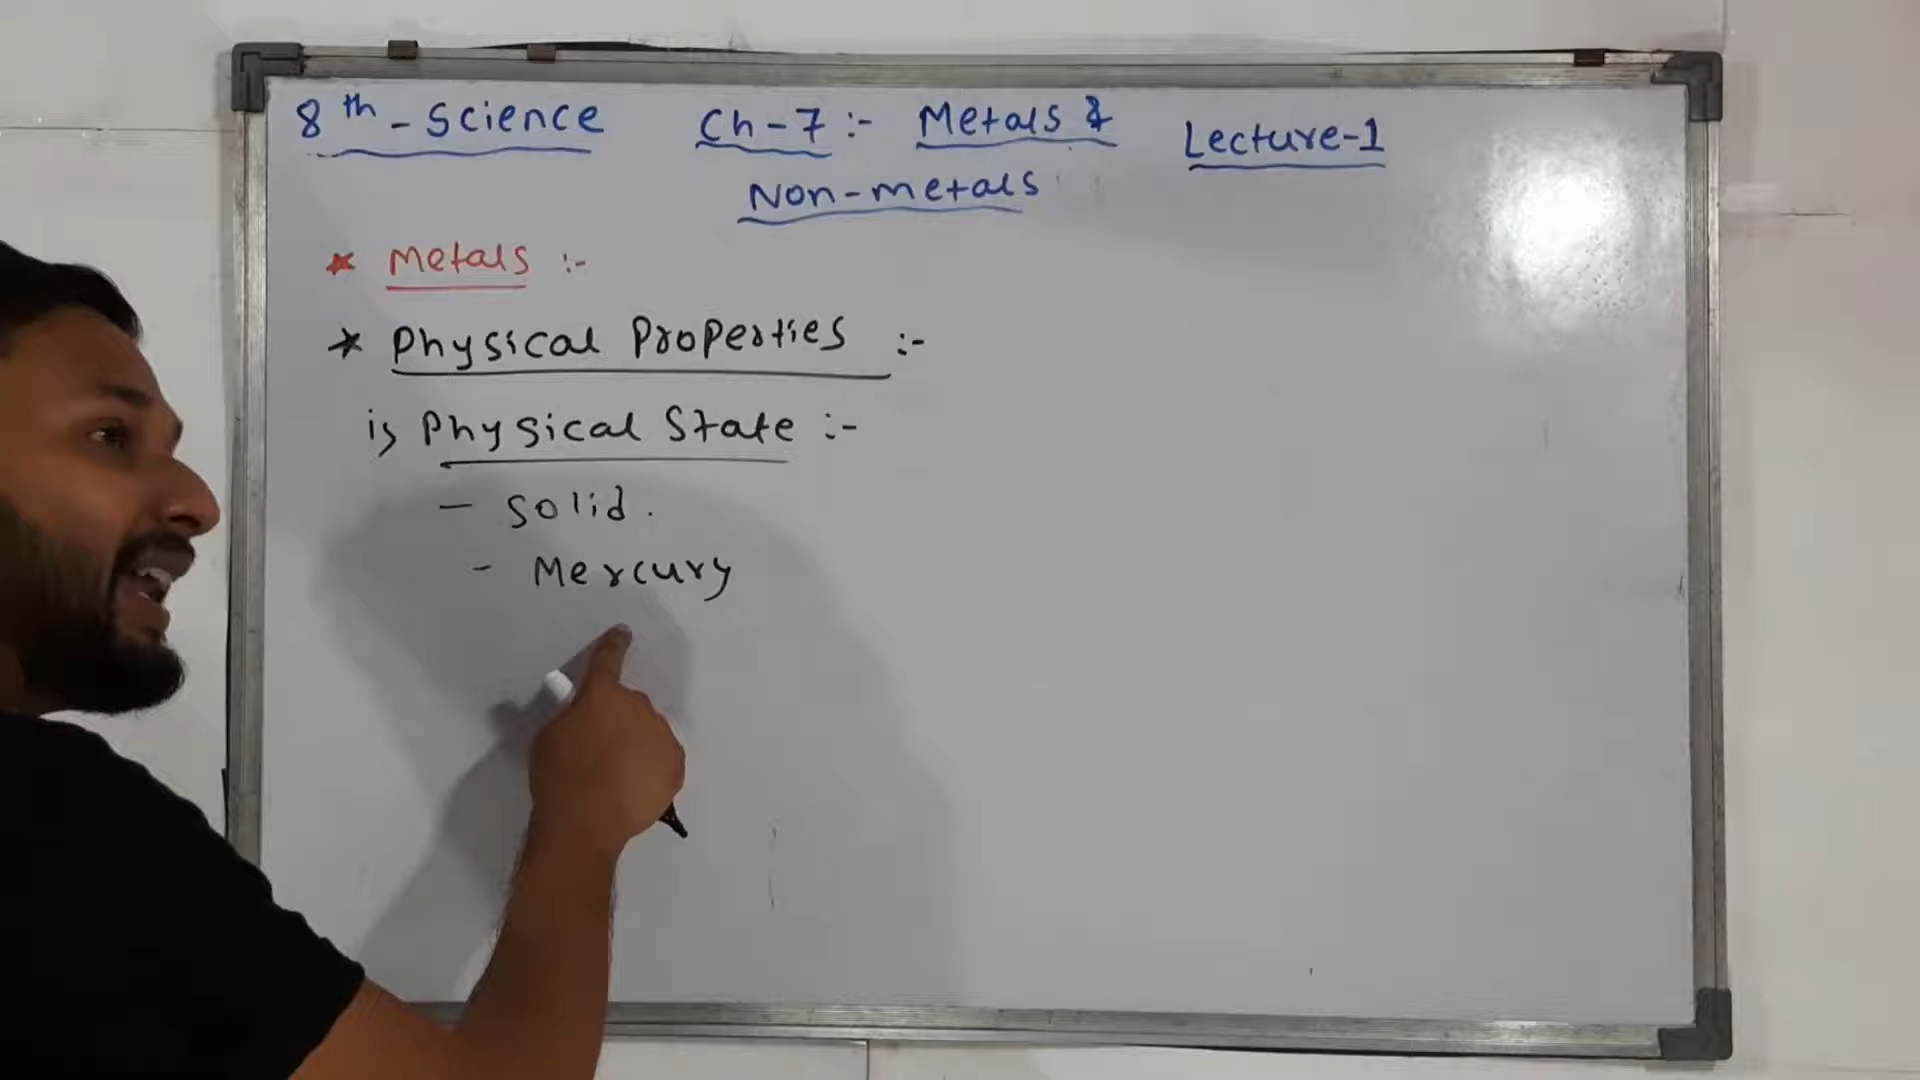 8th - Science Ch-7 :- Metals & Non-metals Lecture-1
* Metals :-
* Physical Properties :-
i) Physical State :-
- Solid.
- Mercury